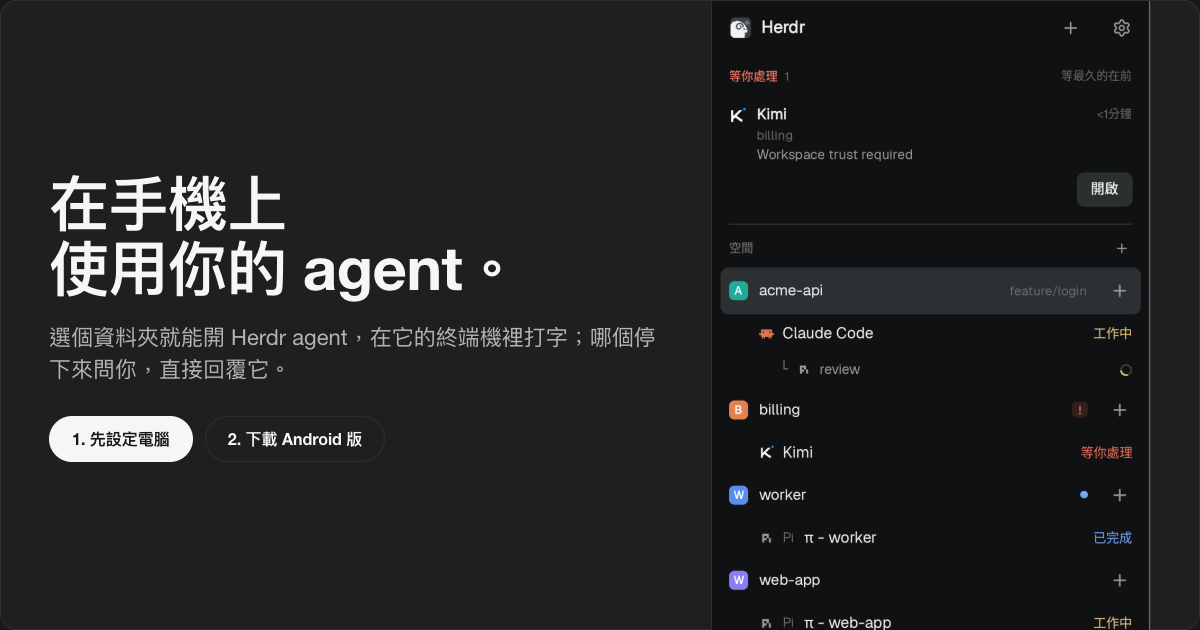 在手機上
使用你的 agent。
選個資料夾就能開 Herdr agent，在它的終端機裡打字；哪個停
下來問你，直接回覆它。
1. 先設定電腦
2. 下載 Android 版
Herdr
等你處理 1
等最久的在前
Kimi
<1分鐘
billing
Workspace trust required
開啟
空間
A acme-api
feature/login
Claude Code
工作中
review
B billing
!
Kimi
等你處理
W worker
Pi π - worker
已完成
W web-app
Pi π - web-app
工作中